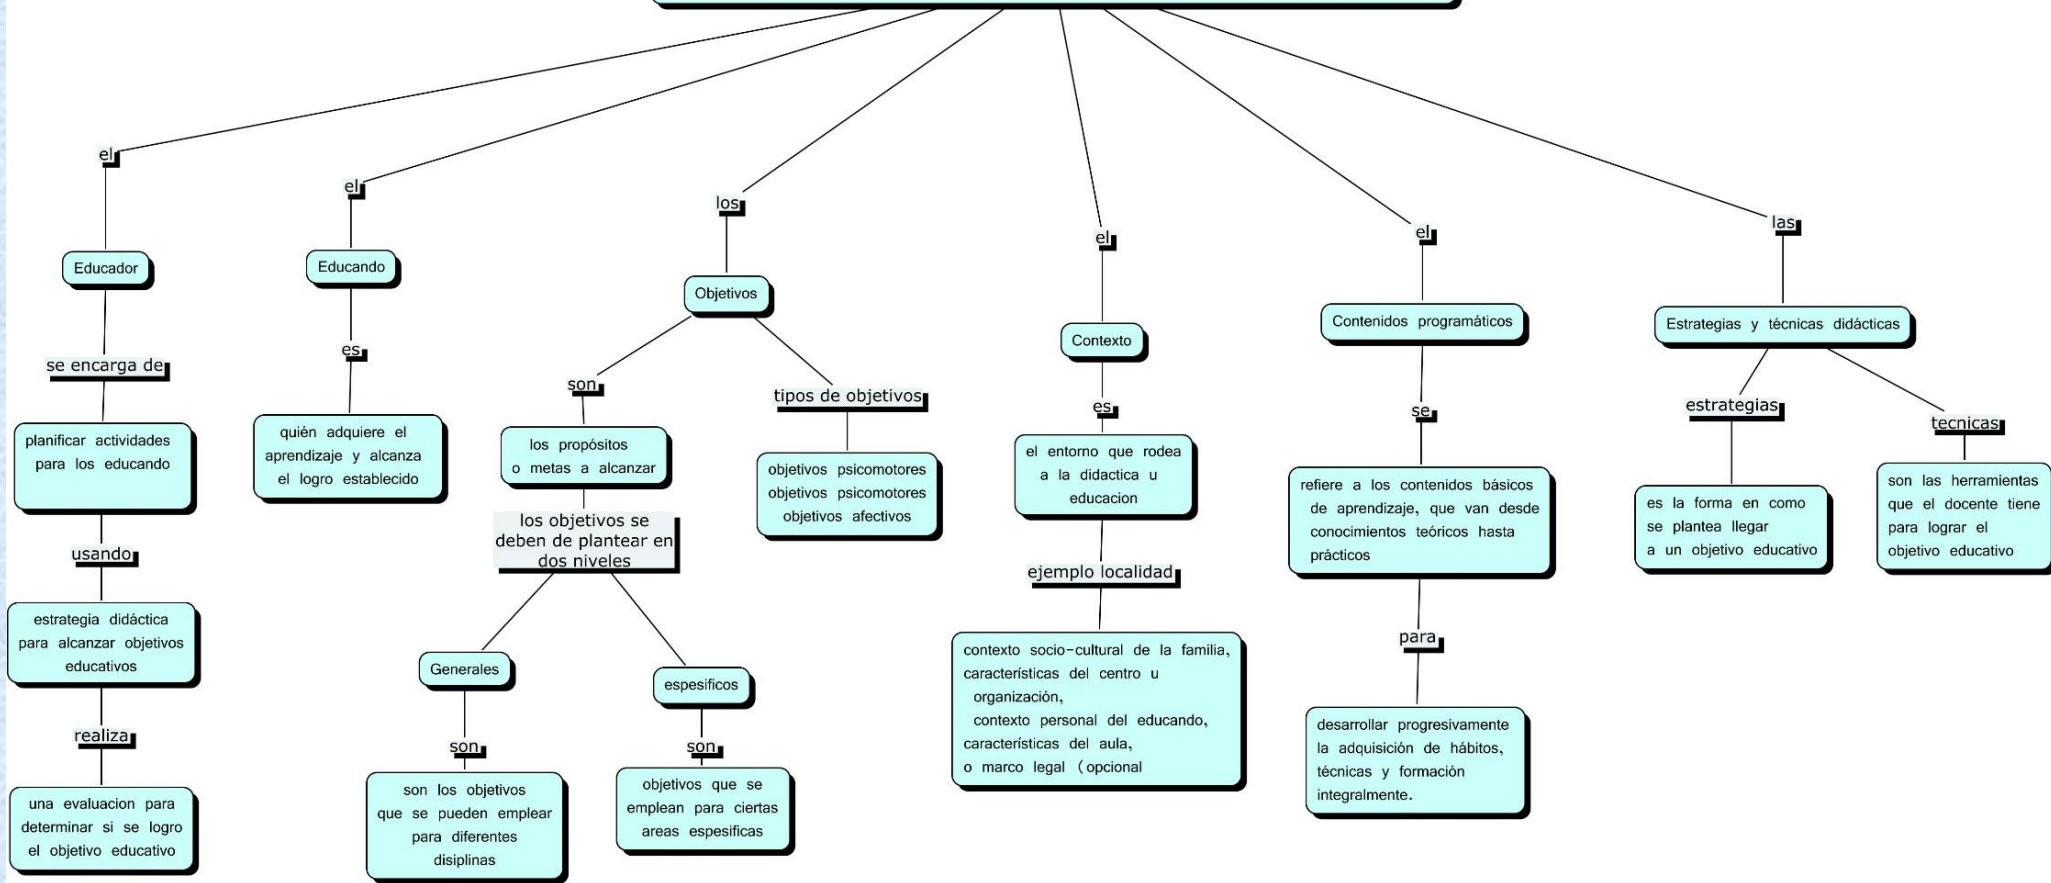 el
Educador
se encarga de
planificar actividades
para los educando
usando
estrategia didáctica
para alcanzar objetivos
educativos
realiza
una evaluacion para
determinar si se logro
el objetivo educativo
el
Educando
es
quién adquiere el
aprendizaje y alcanza
el logro establecido
los
Objetivos
son
los propósitos
o metas a alcanzar
los objetivos se
deben de plantear en
dos niveles
Generales
son
son los objetivos
que se pueden emplear
para diferentes
disiplinas
espesificos
son
objetivos que se
emplean para ciertas
areas espesificas
tipos de objetivos
objetivos psicomotores
objetivos psicomotores
objetivos afectivos
el
Contexto
es
el entorno que rodea
a la didactica u
educacion
ejemplo localidad
contexto socio-cultural de la familia,
características del centro u
organización,
contexto personal del educando,
características del aula,
o marco legal (opcional
el
Contenidos programáticos
se
refiere a los contenidos básicos
de aprendizaje, que van desde
conocimientos teóricos hasta
prácticos
para
desarrollar progresivamente
la adquisición de hábitos,
técnicas y formación
integralmente.
las
Estrategias y técnicas didácticas
estrategias
es la forma en como
se plantea llegar
a un objetivo educativo
tecnicas
son las herramientas
que el docente tiene
para lograr el
objetivo educativo